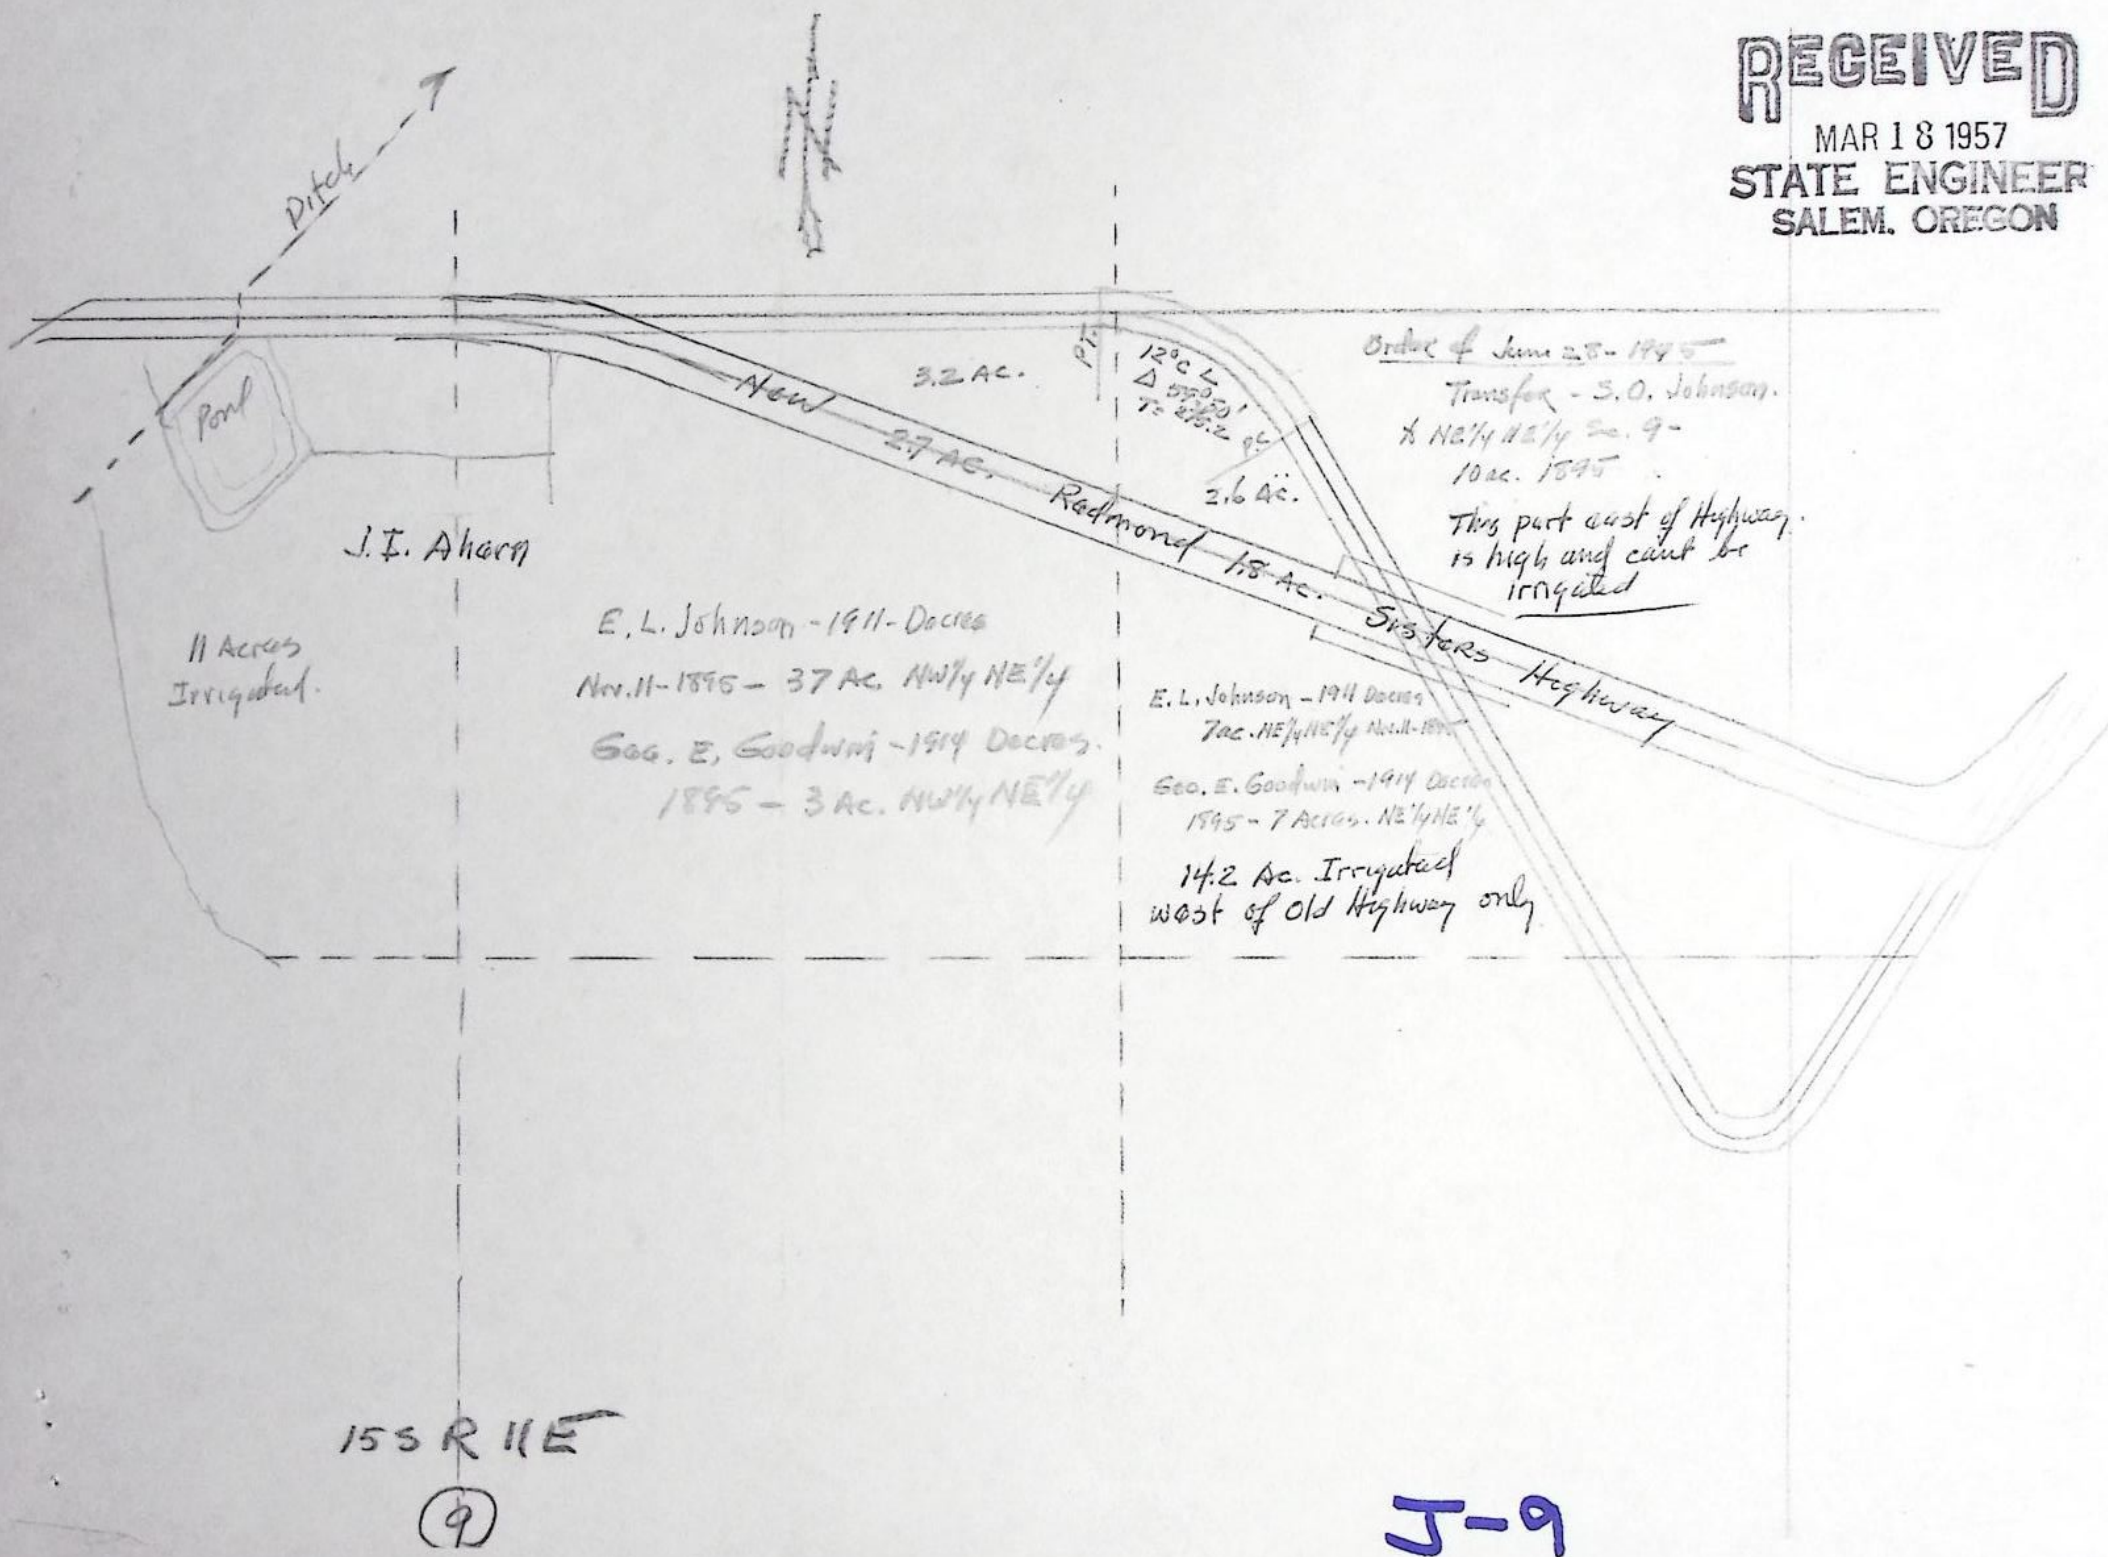 RECEIVED
MAR 18 1957
STATE ENGINEER
SALEM. OREGON
Ditch
N
Pond
3.2 AC.
P.T.
12° C L
Δ 59°50'
T=
P.C
2.6 Ac.
Order of June 28-1945
Transfer - S.O. Johnson.
NE1/4 NE1/4 Sec. 9-
10 ac. 1895
This part east of Highway.
is high and cant be
irrigated
New Redmond Sisters Highway
2.7 AC.
1.8 Ac.
J.I. Ahern
11 Acres
Irrigated.
E.L. Johnson - 1911 - Decree
Nov. 11-1895 - 37 Ac. NW1/4 NE1/4
Geo. E. Goodwin - 1914 Decree.
1895 - 3 Ac. NW1/4 NE1/4
E.L. Johnson - 1911 Decree
7ac. NE1/4 NE1/4 Nov. 11-1895
Geo. E. Goodwin - 1914 Decree
1895 - 7 Acres. NE1/4 NE1/4
14.2 Ac. Irrigated
west of Old Highway only
15 S R 11 E
9
J-9